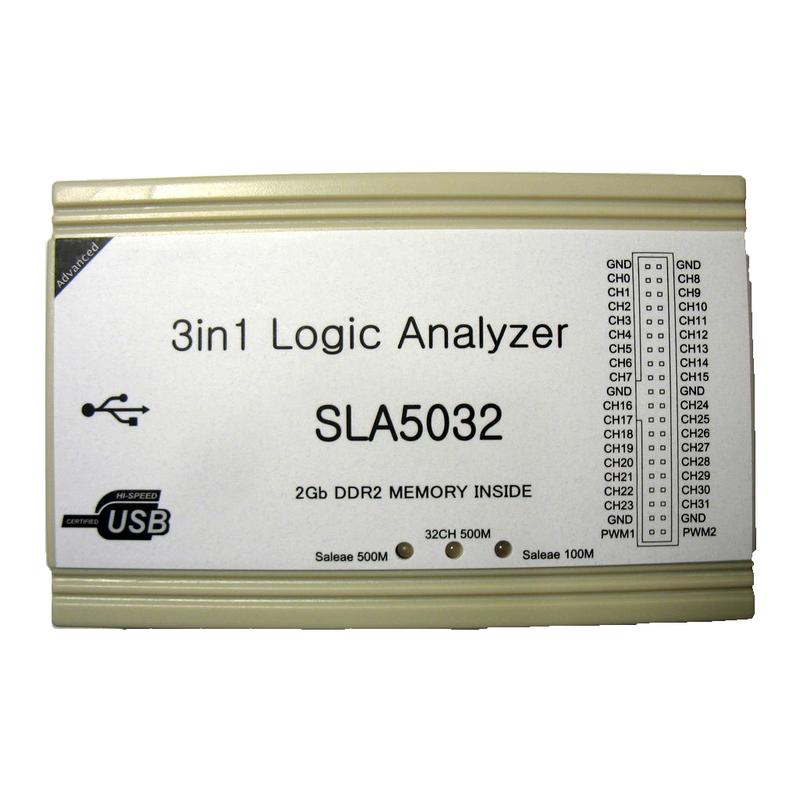 Advanced
3in1 Logic Analyzer
SLA5032
2Gb DDR2 MEMORY INSIDE
32CH 500M
Saleae 500M
Saleae 100M
HI-SPEED
CERTIFIED USB
GND GND
CH0 CH8
CH1 CH9
CH2 CH10
CH3 CH11
CH4 CH12
CH5 CH13
CH6 CH14
CH7 CH15
GND GND
CH16 CH24
CH17 CH25
CH18 CH26
CH19 CH27
CH20 CH28
CH21 CH29
CH22 CH30
CH23 CH31
GND GND
PWM1 PWM2